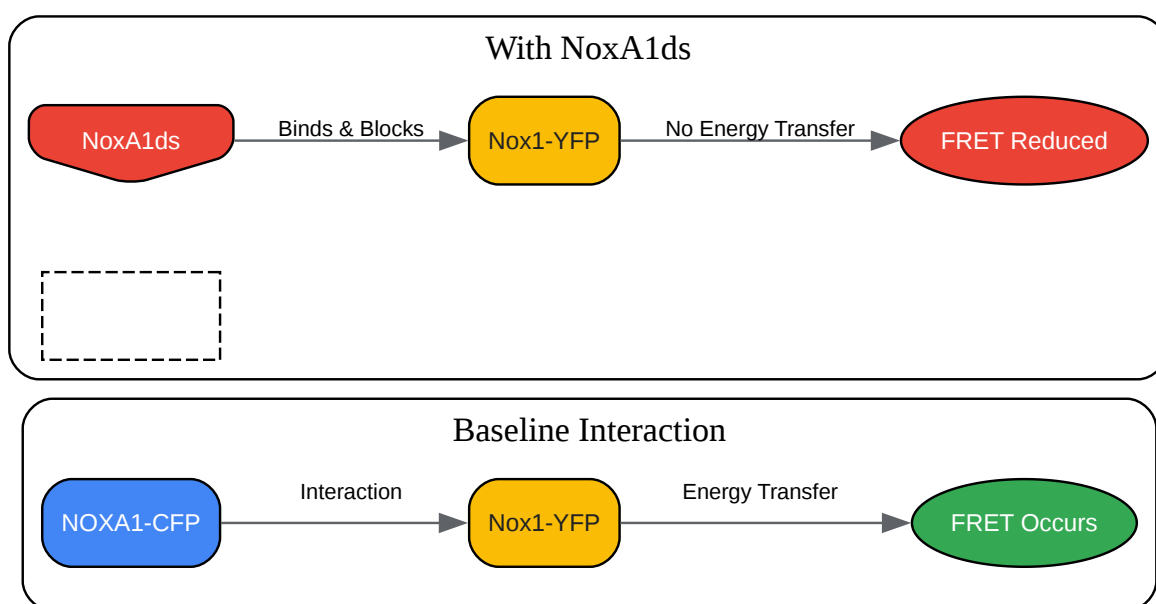 With NoxA1ds
NoxA1ds
Binds & Blocks
Nox1-YFP
No Energy Transfer
FRET Reduced
Baseline Interaction
NOXA1-CFP
Interaction
Nox1-YFP
Energy Transfer
FRET Occurs